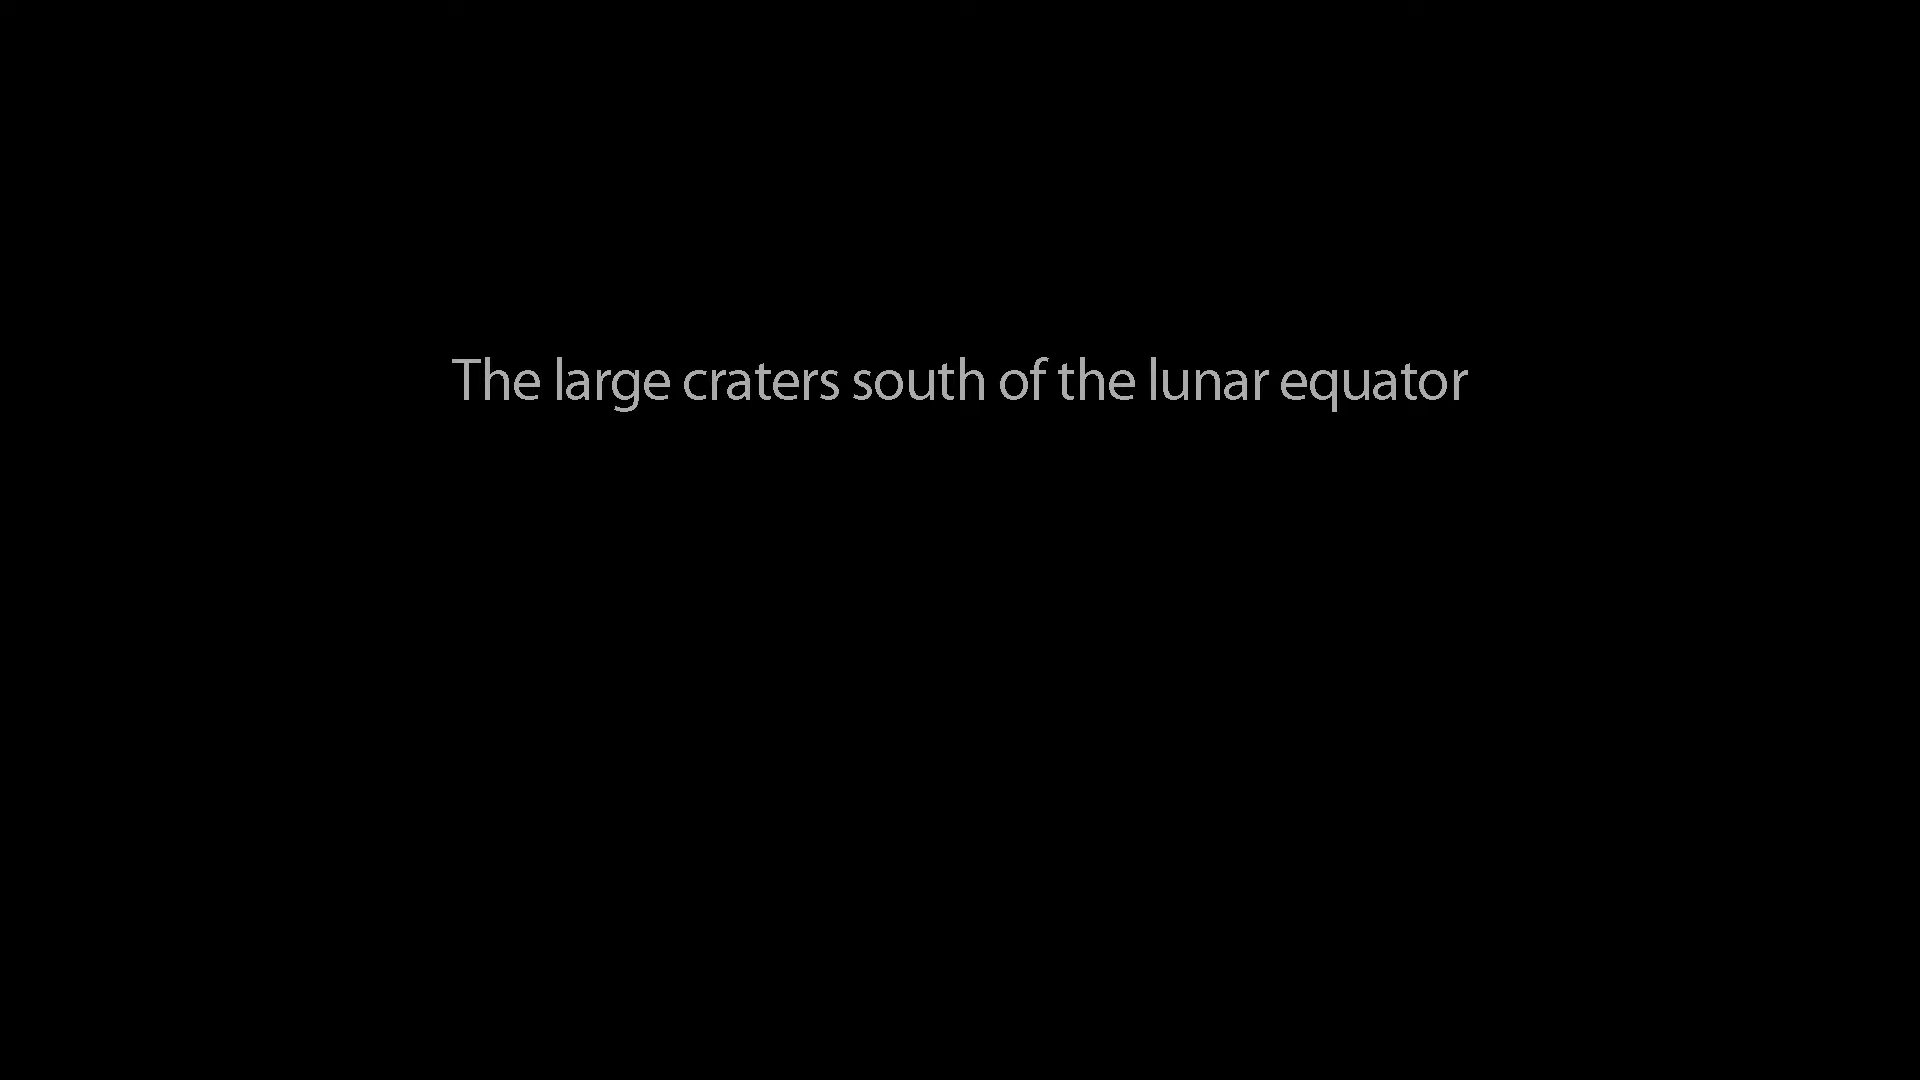 The large craters south of the lunar equator